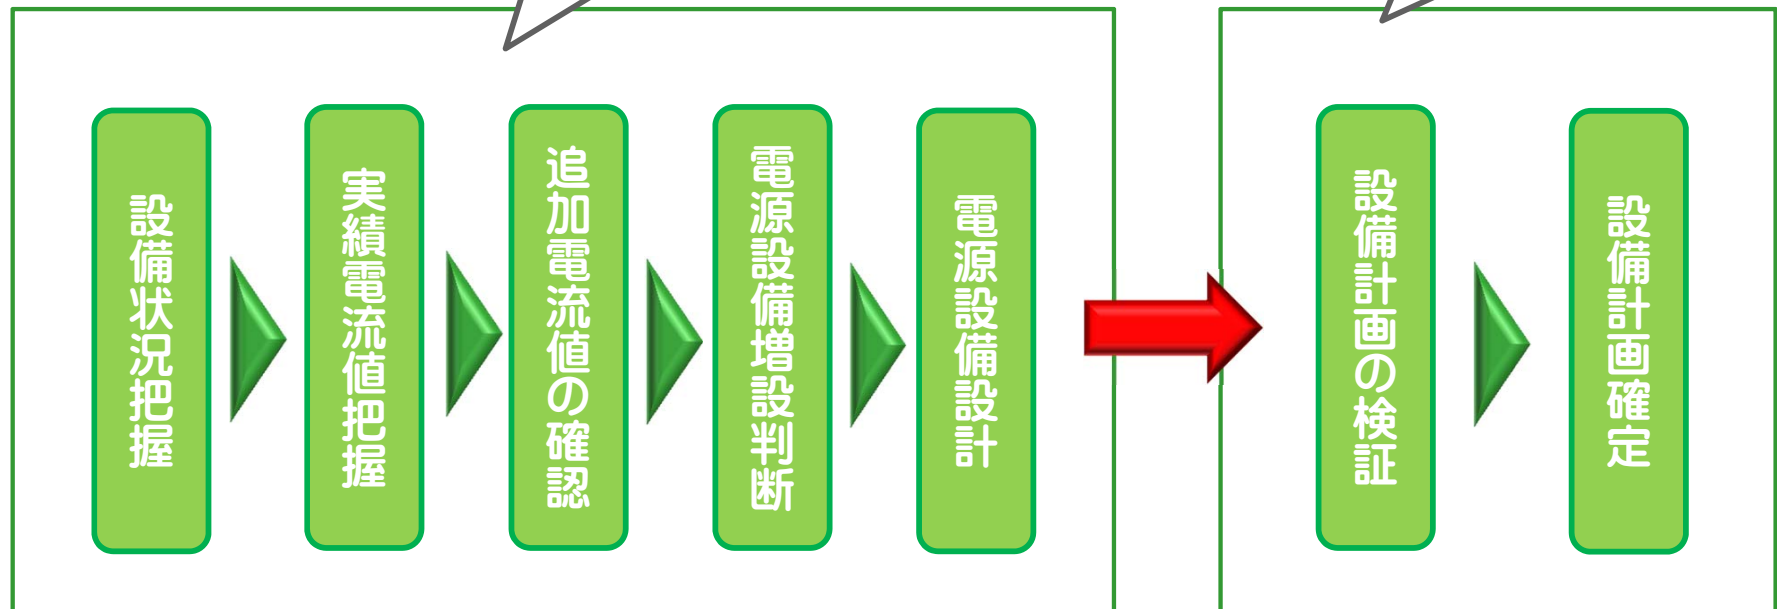 設備状況把握
実績電流値把握
追加電流値の確認
電源設備増設判断
電源設備設計
設備計画の検証
設備計画確定